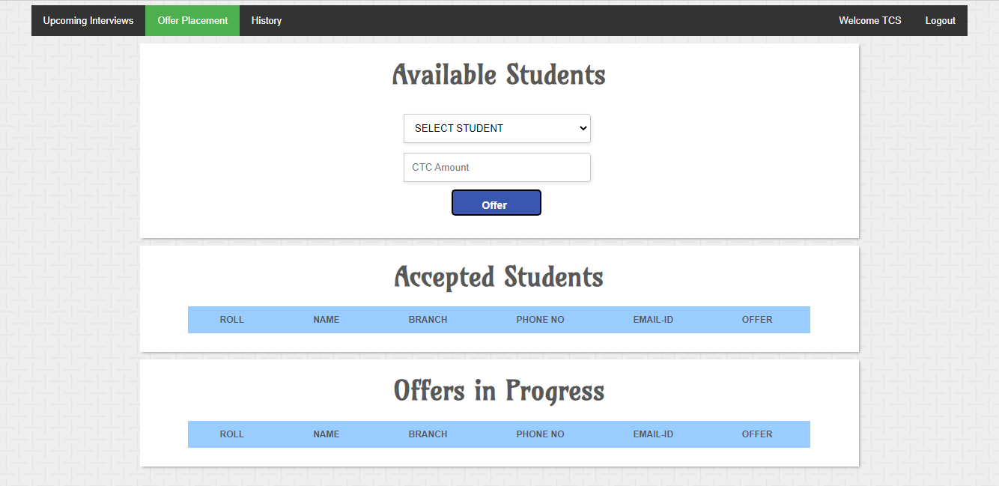 Upcoming Interviews Offer Placement History Welcome TCS Logout
Available Students
SELECT STUDENT
CTC Amount
Offer
Accepted Students
ROLL NAME BRANCH PHONE NO EMAIL-ID OFFER
Offers in Progress
ROLL NAME BRANCH PHONE NO EMAIL-ID OFFER